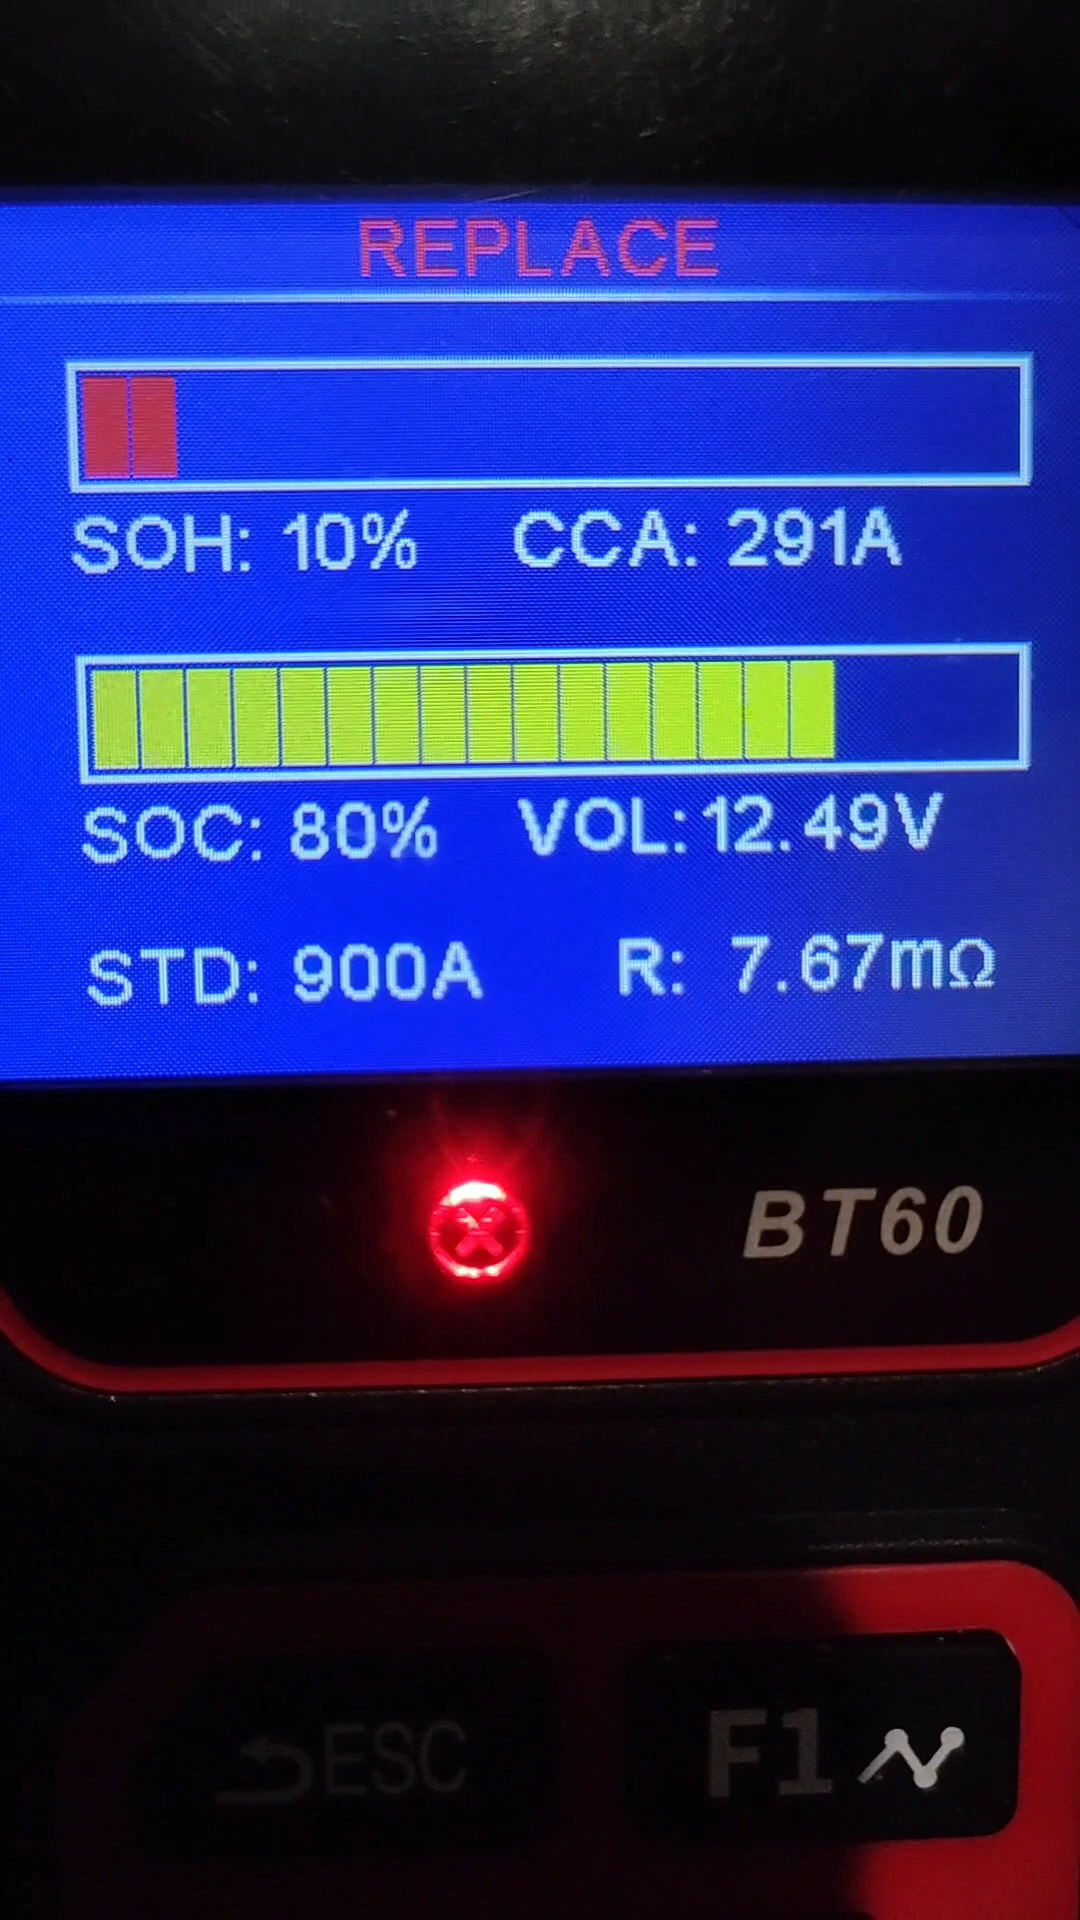 REPLACE
SOH: 10% CCA: 291A
SOC: 80% VOL: 12.49V
STD: 900A R: 7.67mΩ
BT60
ESC F1